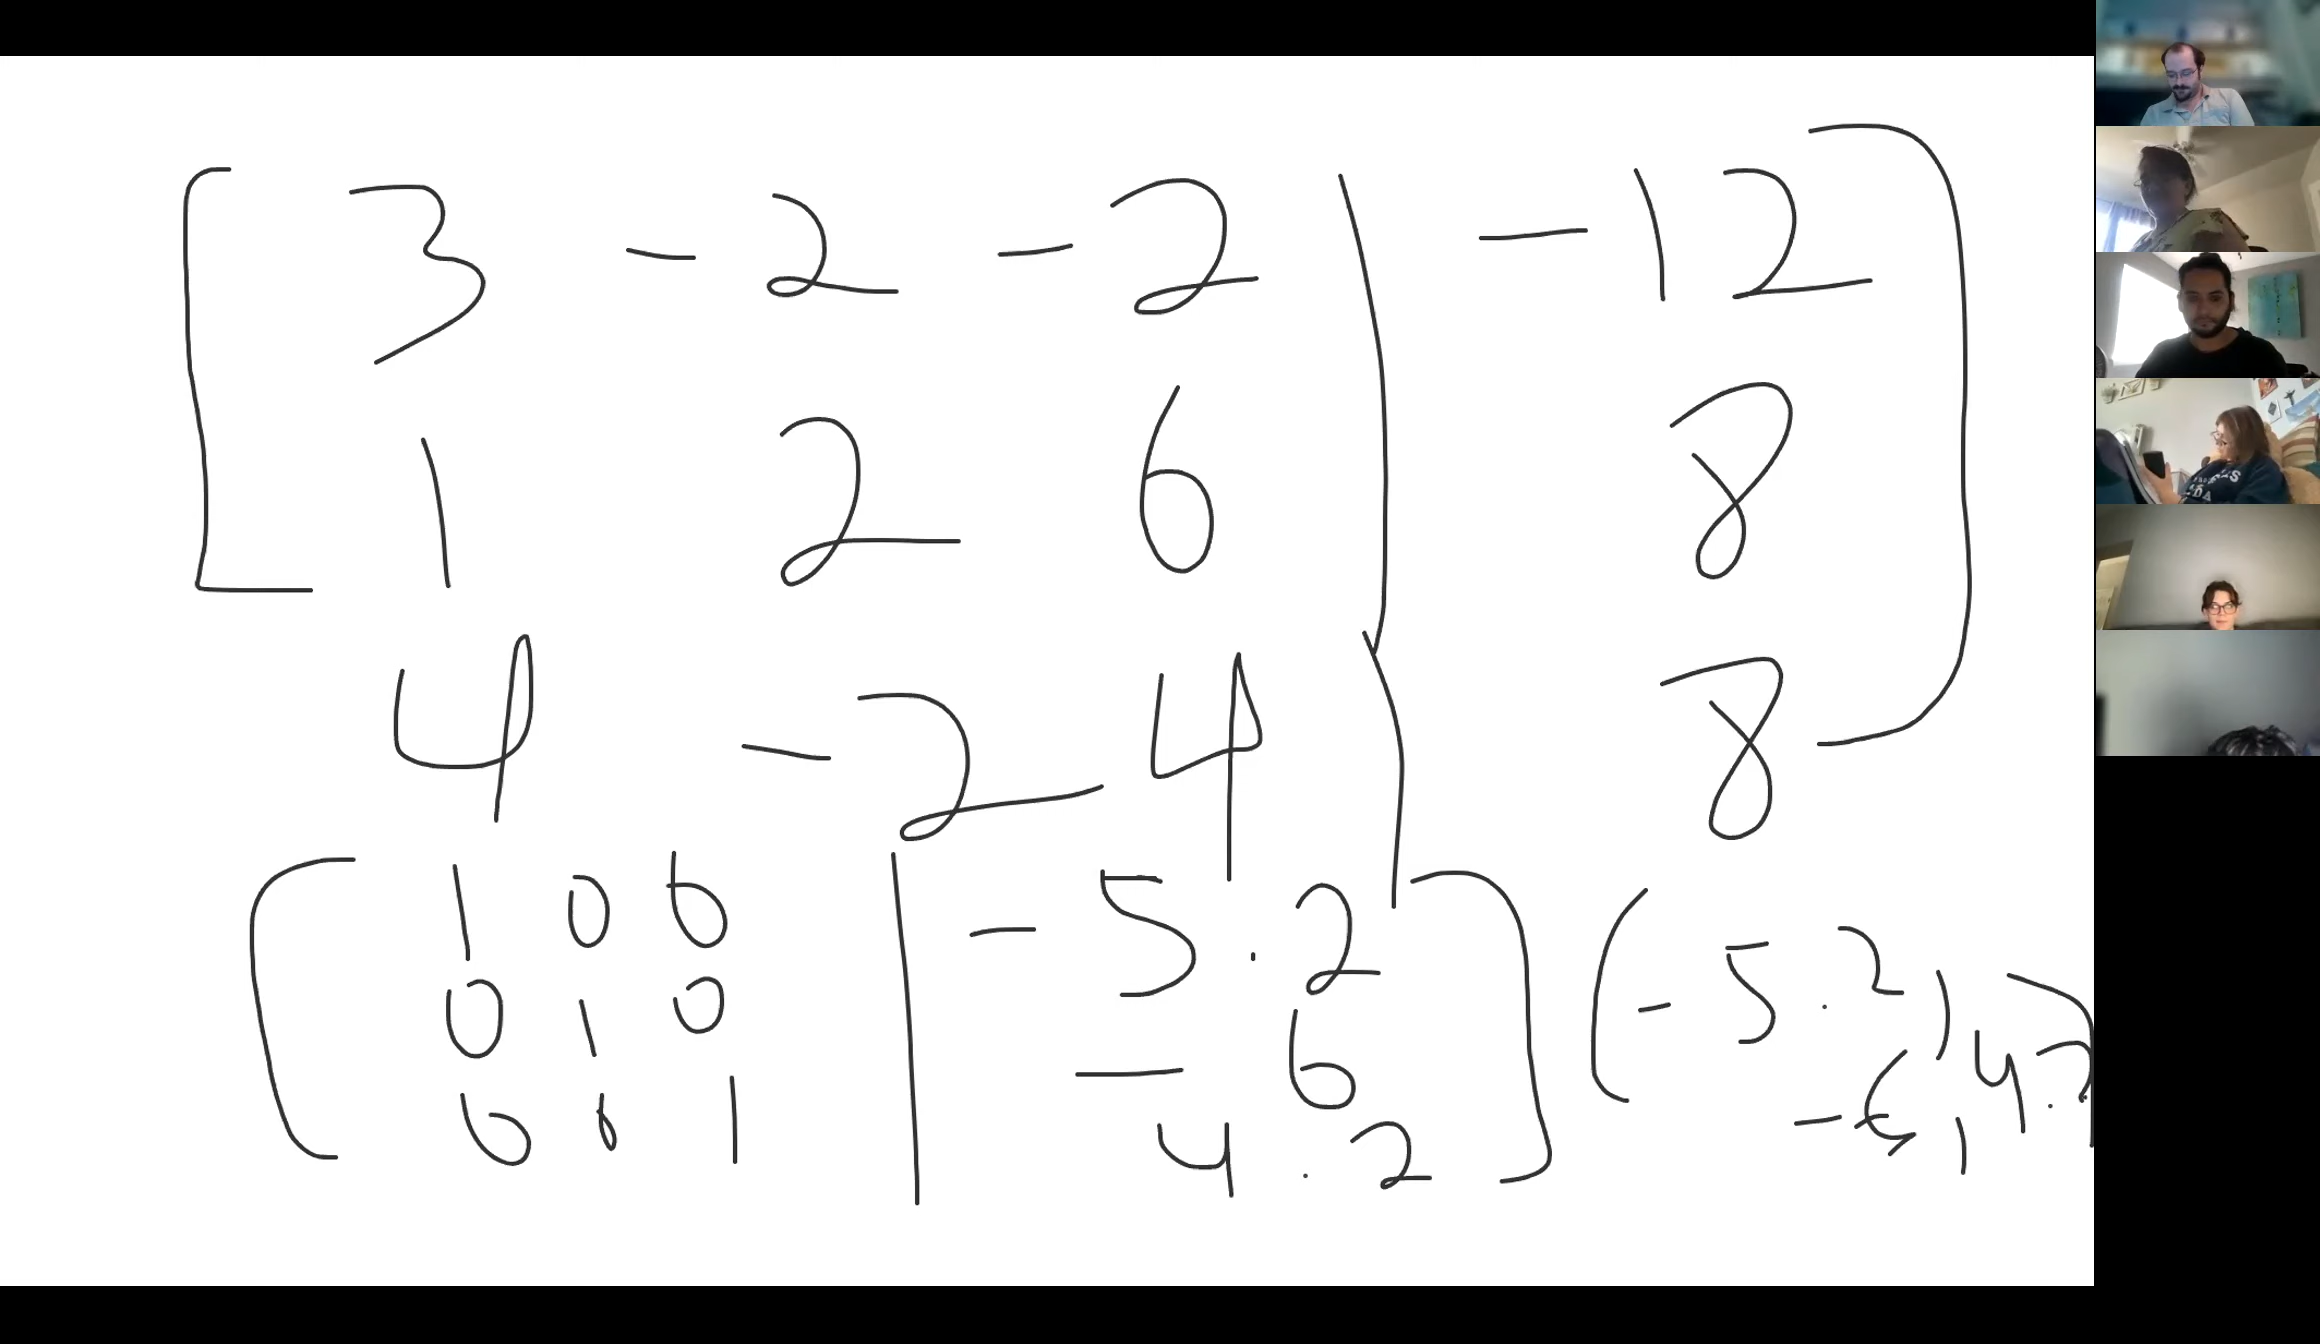 [ 3 -2 -2 | -12 ]
1 2 6 | 8
4 -2 4 | 8
[ 1 0 0 | -5.2 ] (-5.2,
0 1 0 | -6 -6, 4.2)
0 0 1 | 4.2